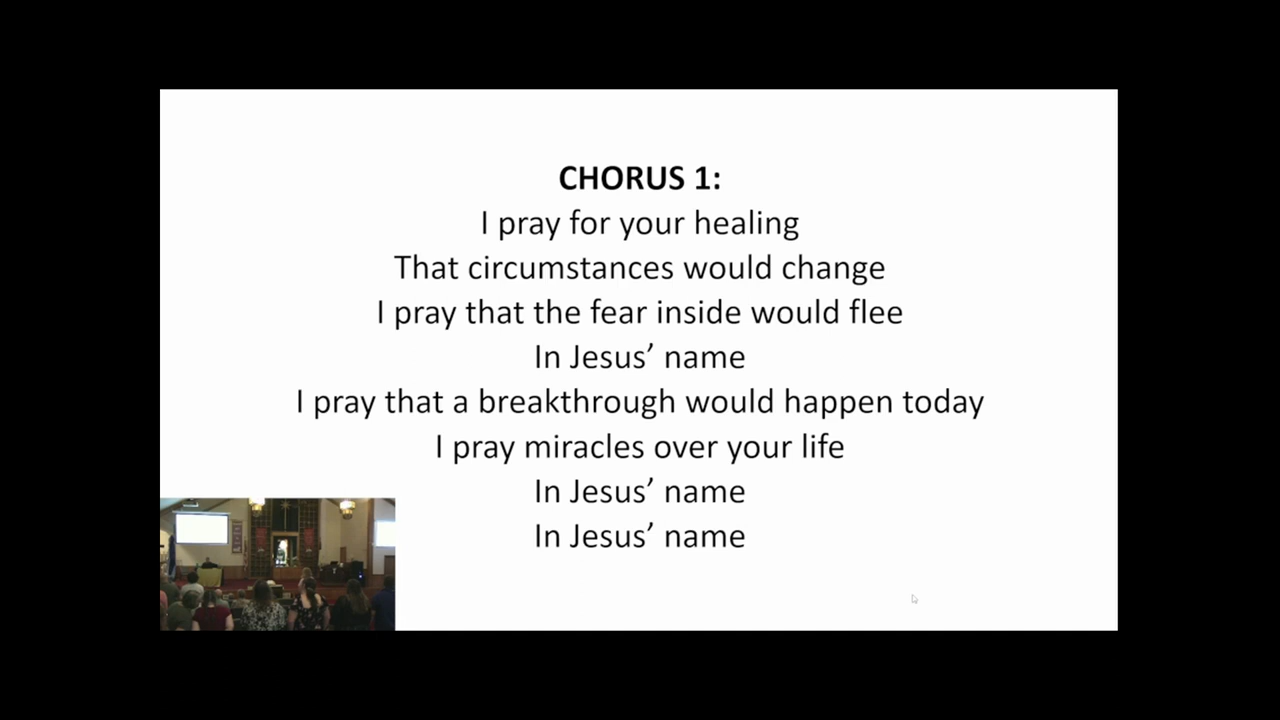 CHORUS 1:
I pray for your healing
That circumstances would change
I pray that the fear inside would flee
In Jesus’ name
I pray that a breakthrough would happen today
I pray miracles over your life
In Jesus’ name
In Jesus’ name